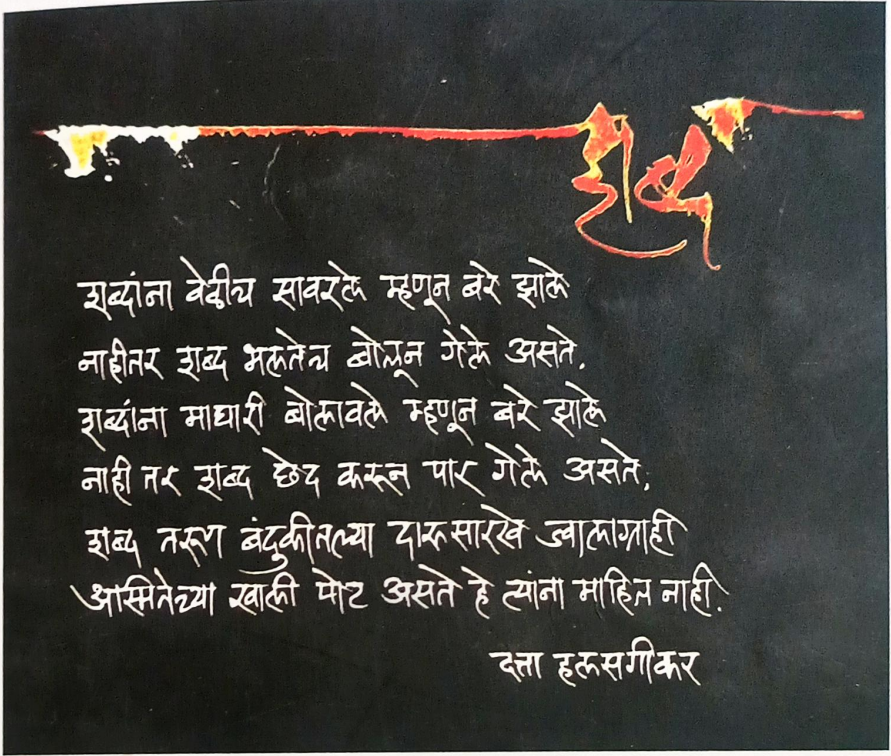 शब्द
शब्दांना वेळीच सावरले म्हणून बरे झाले
नाहीतर शब्द भलतेच बोलून गेले असते.
शब्दांना माघारी बोलावले म्हणून बरे झाले
नाही तर शब्द छेद करून पार गेले असते.
शब्द तरुण बंदुकीतल्या दारूसारखे ज्वालाग्राही
अस्मितेच्या खाली पोट असते हे त्यांना माहित नाही.
दत्ता हलसगीकर